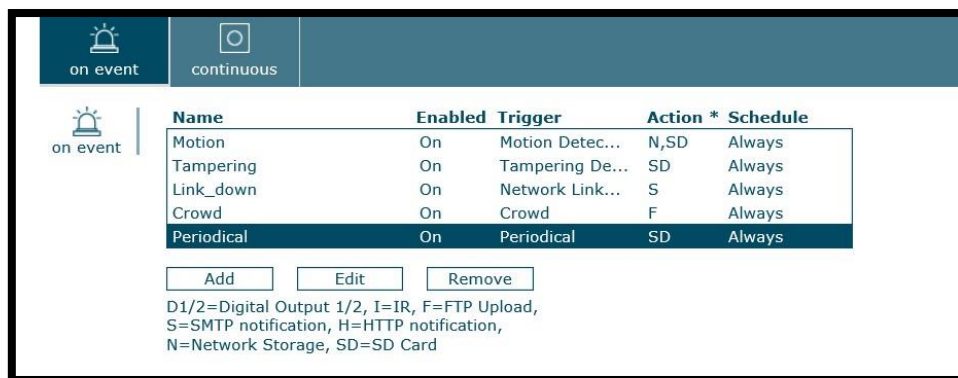 on event continuous
on event
Name Enabled Trigger Action * Schedule
Motion On Motion Detec... N,SD Always
Tampering On Tampering De... SD Always
Link_down On Network Link... S Always
Crowd On Crowd F Always
Periodical On Periodical SD Always
Add Edit Remove
D1/2=Digital Output 1/2, I=IR, F=FTP Upload,
S=SMTP notification, H=HTTP notification,
N=Network Storage, SD=SD Card